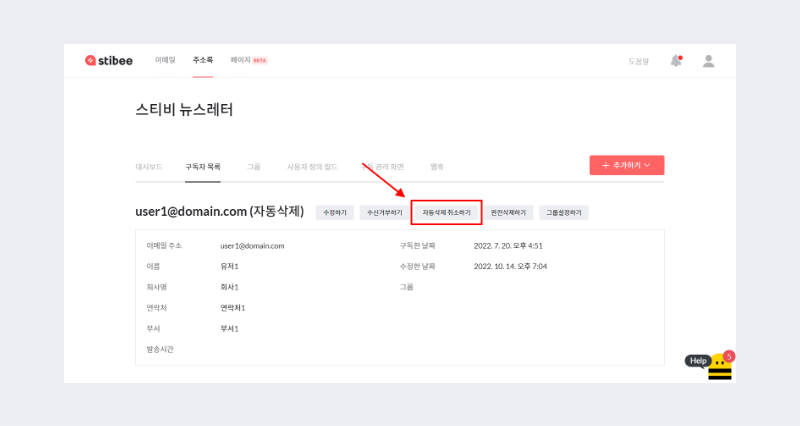 stibee 이메일 주소록 페이지 BETA 도움말
스티비 뉴스레터
대시보드 구독자 목록 그룹 사용자 정의 필드 구독 관리 화면 웹훅 + 추가하기
user1@domain.com (자동삭제) 수정하기 수신거부하기 자동삭제 취소하기 완전삭제하기 그룹설정하기
이메일 주소 user1@domain.com 구독한 날짜 2022. 7. 20. 오후 4:51
이름 유저1 수정한 날짜 2022. 10. 14. 오후 7:04
회사명 회사1 그룹
연락처 연락처1
부서 부서1
발송시간
Help 5